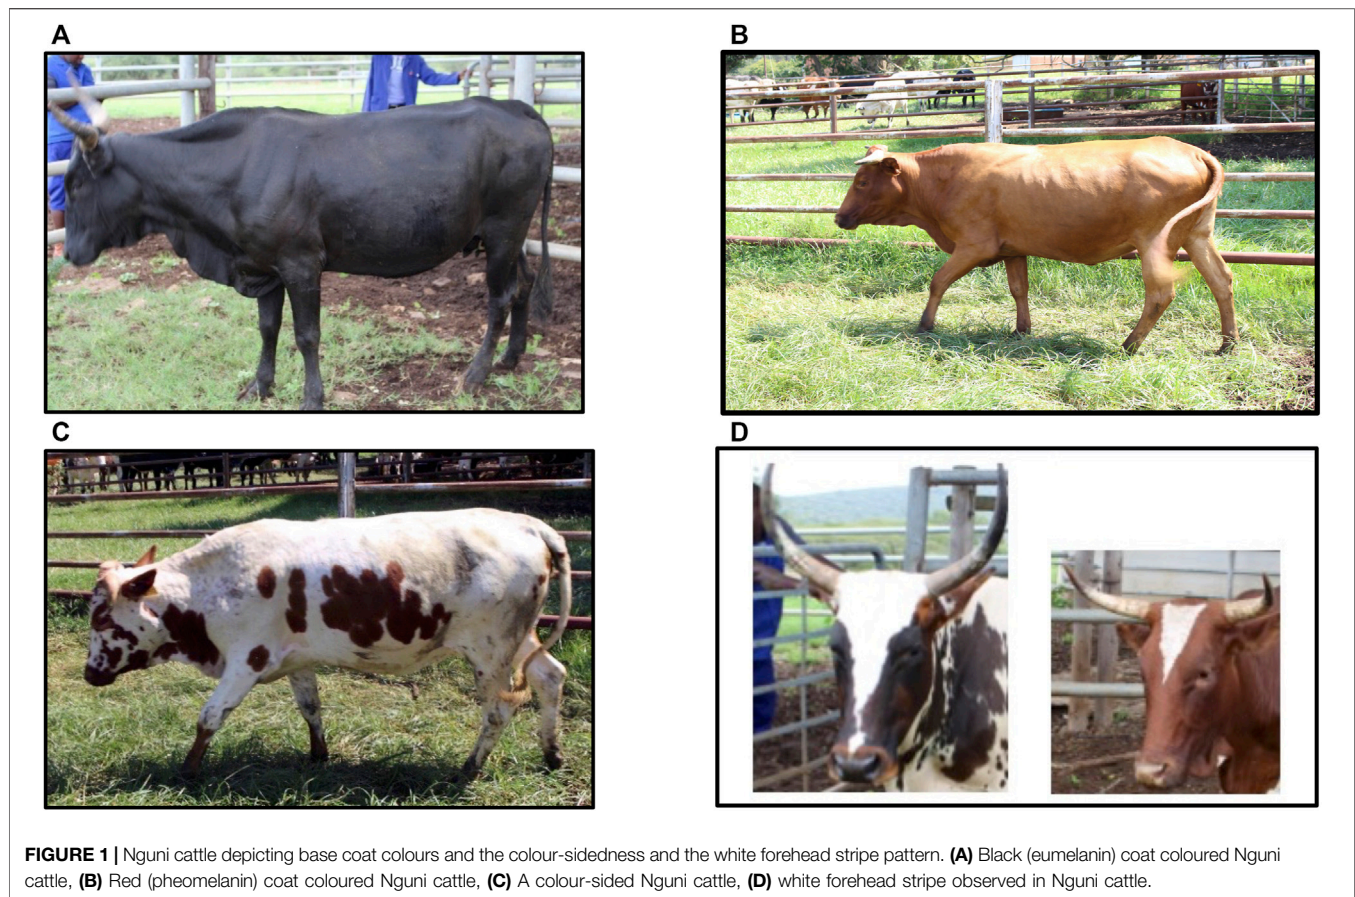 A
B
C
D
FIGURE 1 | Nguni cattle depicting base coat colours and the colour-sidedness and the white forehead stripe pattern. (A) Black (eumelanin) coat coloured Nguni
cattle, (B) Red (pheomelanin) coat coloured Nguni cattle, (C) A colour-sided Nguni cattle, (D) white forehead stripe observed in Nguni cattle.